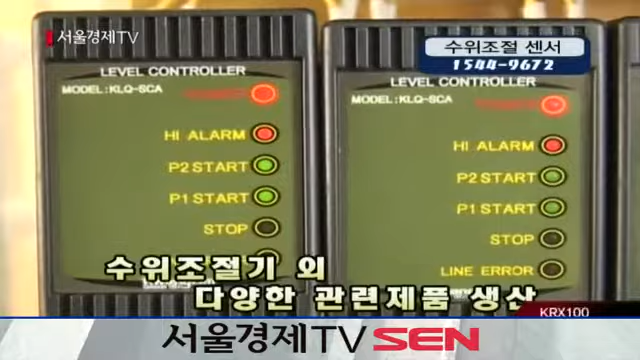 서울경제TV
수위조절 센서
1544-9672
LEVEL CONTROLLER
MODEL:KLQ-SCA
HI ALARM
P2 START
P1 START
STOP
LEVEL CONTROLLER
MODEL:KLQ-SCA
HI ALARM
P2 START
P1 START
STOP
LINE ERROR
수위조절기 외
다양한 관련제품 생산
KRX100
서울경제TV SEN